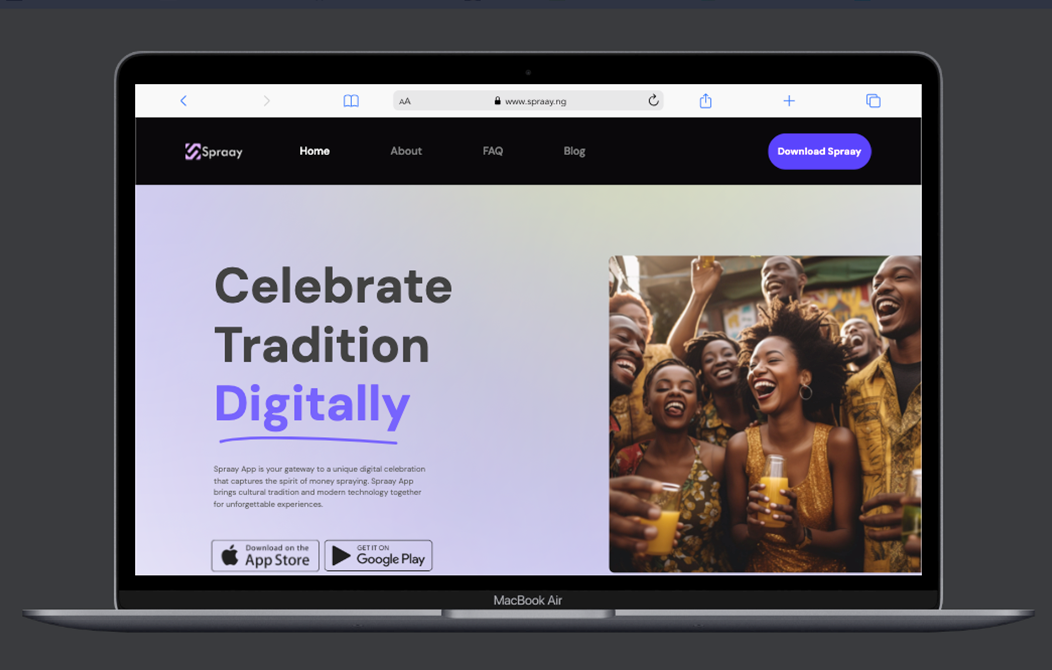 AA
www.spraay.ng
Spraay
Home
About
FAQ
Blog
Download Spraay
Celebrate
Tradition
Digitally
Spraay App is your gateway to a unique digital celebration
that captures the spirit of money spraying. Spraay App
brings cultural tradition and modern technology together
for unforgettable experiences.
Download on the
App Store
GET IT ON
Google Play
MacBook Air